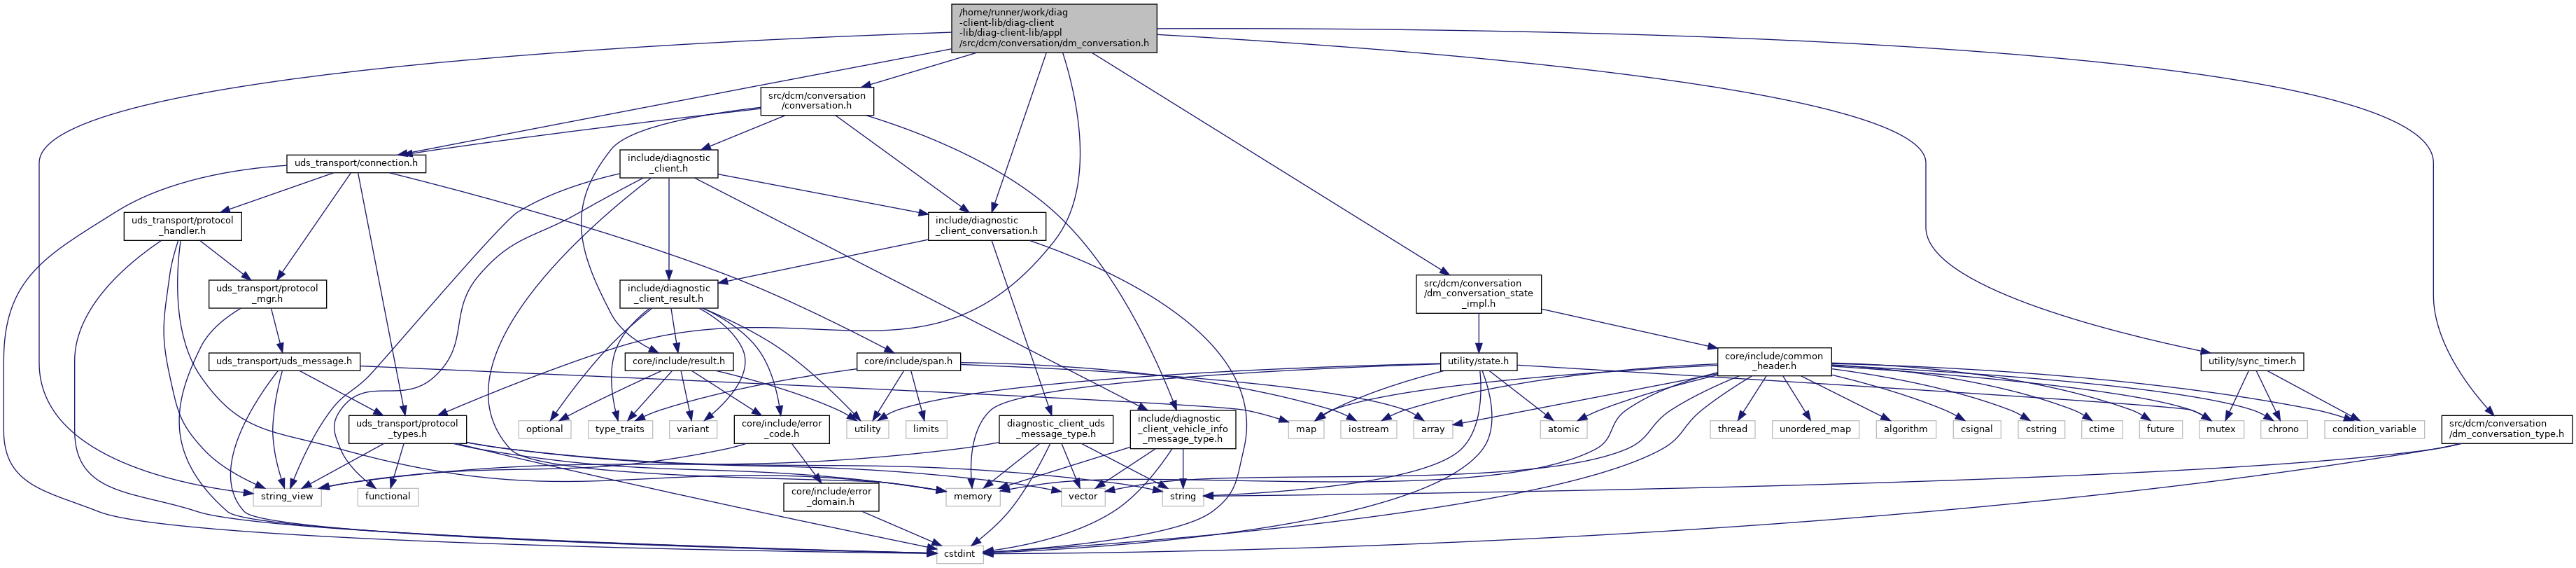 /home/runner/work/diag
-client-lib/diag-client
-lib/diag-client-lib/appl
/src/dcm/conversation/dm_conversation.h
src/dcm/conversation
/conversation.h
uds_transport/connection.h
include/diagnostic
_client.h
uds_transport/protocol
_handler.h
include/diagnostic
_client_conversation.h
uds_transport/protocol
_mgr.h
include/diagnostic
_client_result.h
src/dcm/conversation
/dm_conversation_state
_impl.h
uds_transport/uds_message.h
core/include/result.h
core/include/span.h
utility/state.h
core/include/common
_header.h
utility/sync_timer.h
uds_transport/protocol
_types.h
optional
type_traits
variant
core/include/error
_code.h
utility
limits
diagnostic_client_uds
_message_type.h
include/diagnostic
_client_vehicle_info
_message_type.h
map
iostream
array
atomic
thread
unordered_map
algorithm
csignal
cstring
ctime
future
mutex
chrono
condition_variable
src/dcm/conversation
/dm_conversation_type.h
string_view
functional
core/include/error
_domain.h
memory
vector
string
cstdint